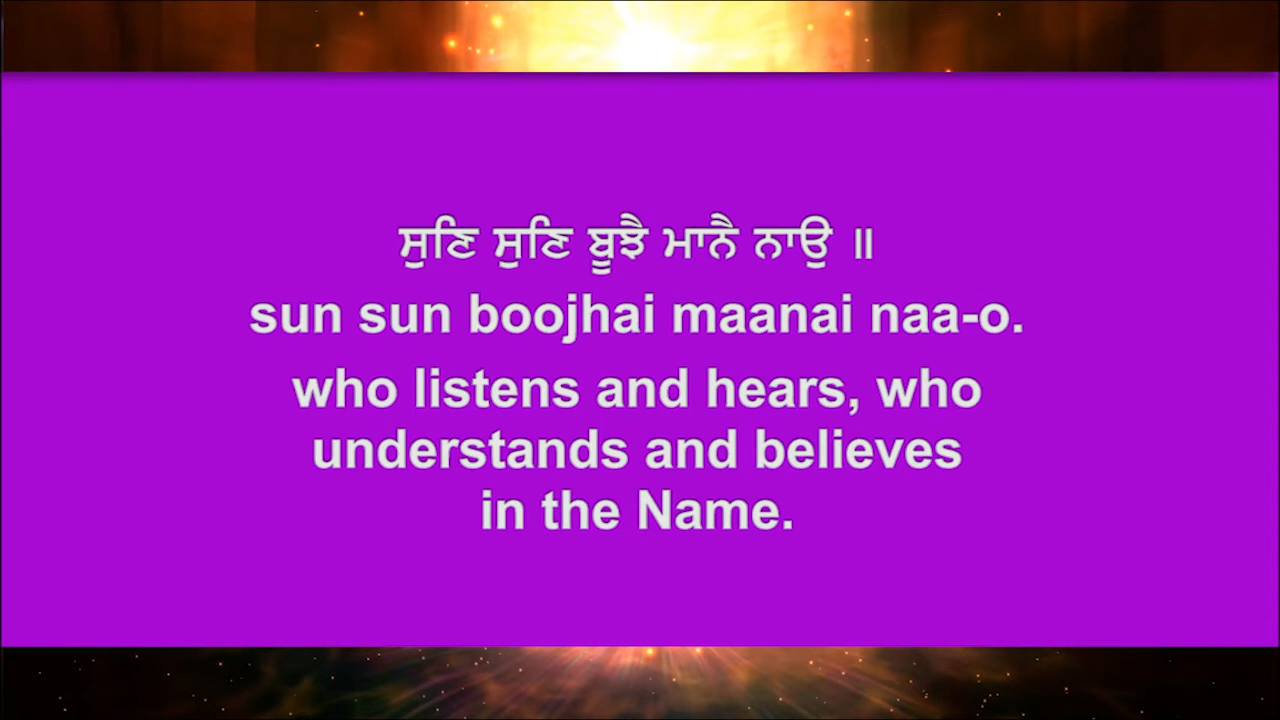 ਸੁਣਿ ਸੁਣਿ ਬੂਝੈ ਮਾਨੈ ਨਾਉ ॥
sun sun boojhai maanai naa-o.
who listens and hears, who
understands and believes
in the Name.